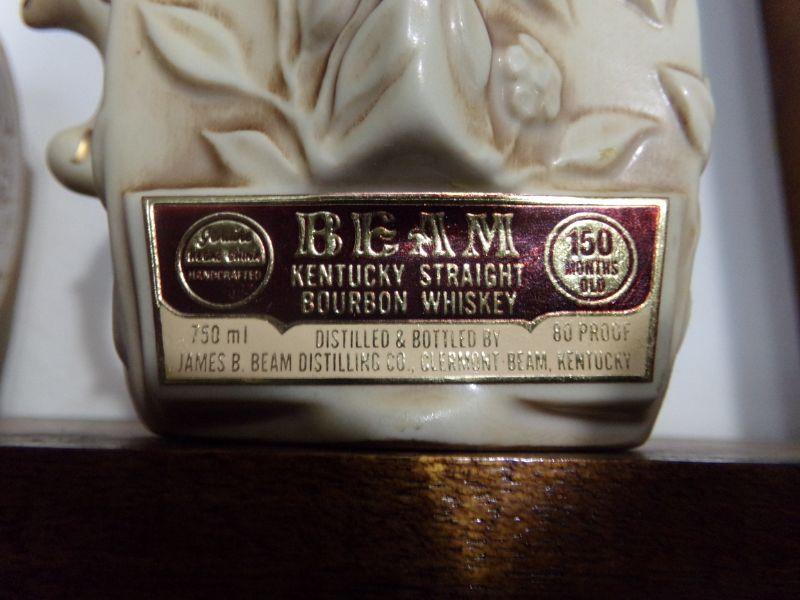 Genuine
REGAL CHINA
HANDCRAFTED
BEAM
KENTUCKY STRAIGHT
BOURBON WHISKEY
150
MONTHS
OLD
750 ml
DISTILLED & BOTTLED BY
80 PROOF
JAMES B. BEAM DISTILLING CO., CLERMONT-BEAM, KENTUCKY